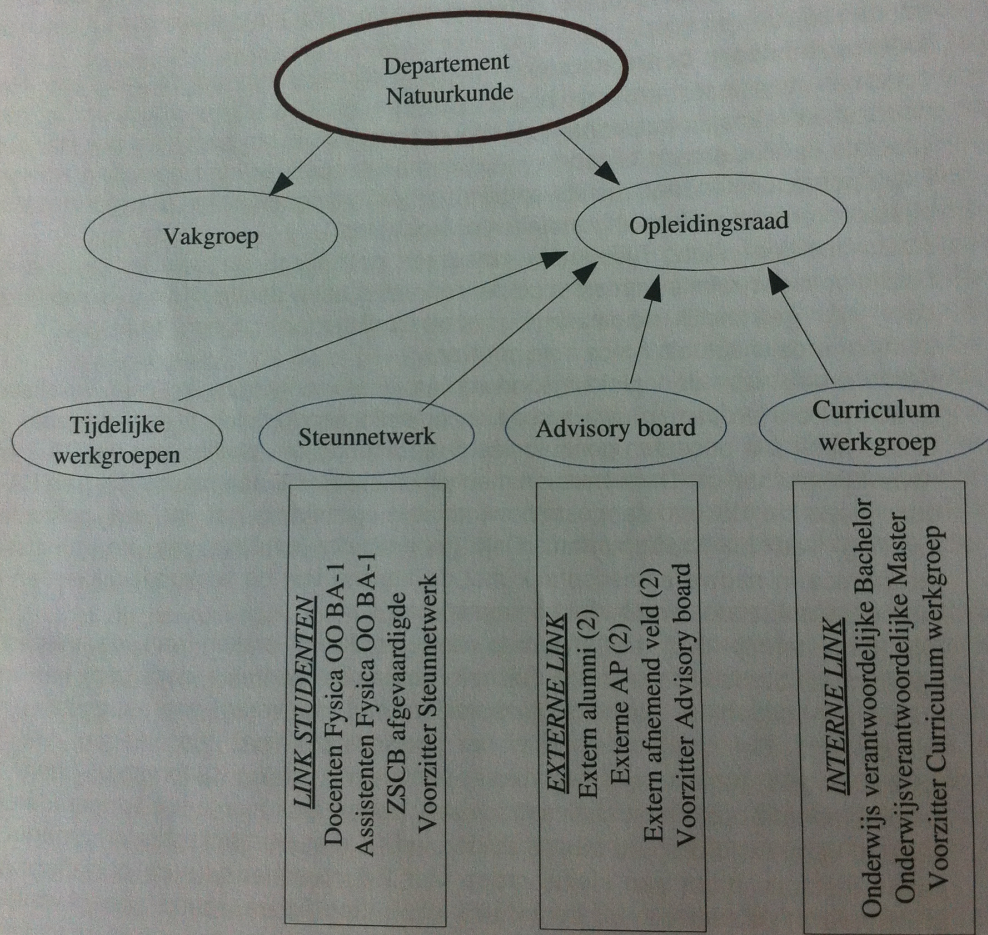 Departement
Natuurkunde
Vakgroep
Opleidingsraad
Tijdelijke
werkgroepen
Steunnetwerk
Advisory board
Curriculum
werkgroep
LINK STUDENTEN
Docenten Fysica OO BA-1
Assistenten Fysica OO BA-1
ZSCB afgevaardigde
Voorzitter Steunnetwerk
EXTERNE LINK
Extern alumni (2)
Externe AP (2)
Extern afnemend veld (2)
Voorzitter Advisory board
INTERNE LINK
Onderwijs verantwoordelijke Bachelor
Onderwijsverantwoordelijke Master
Voorzitter Curriculum werkgroep